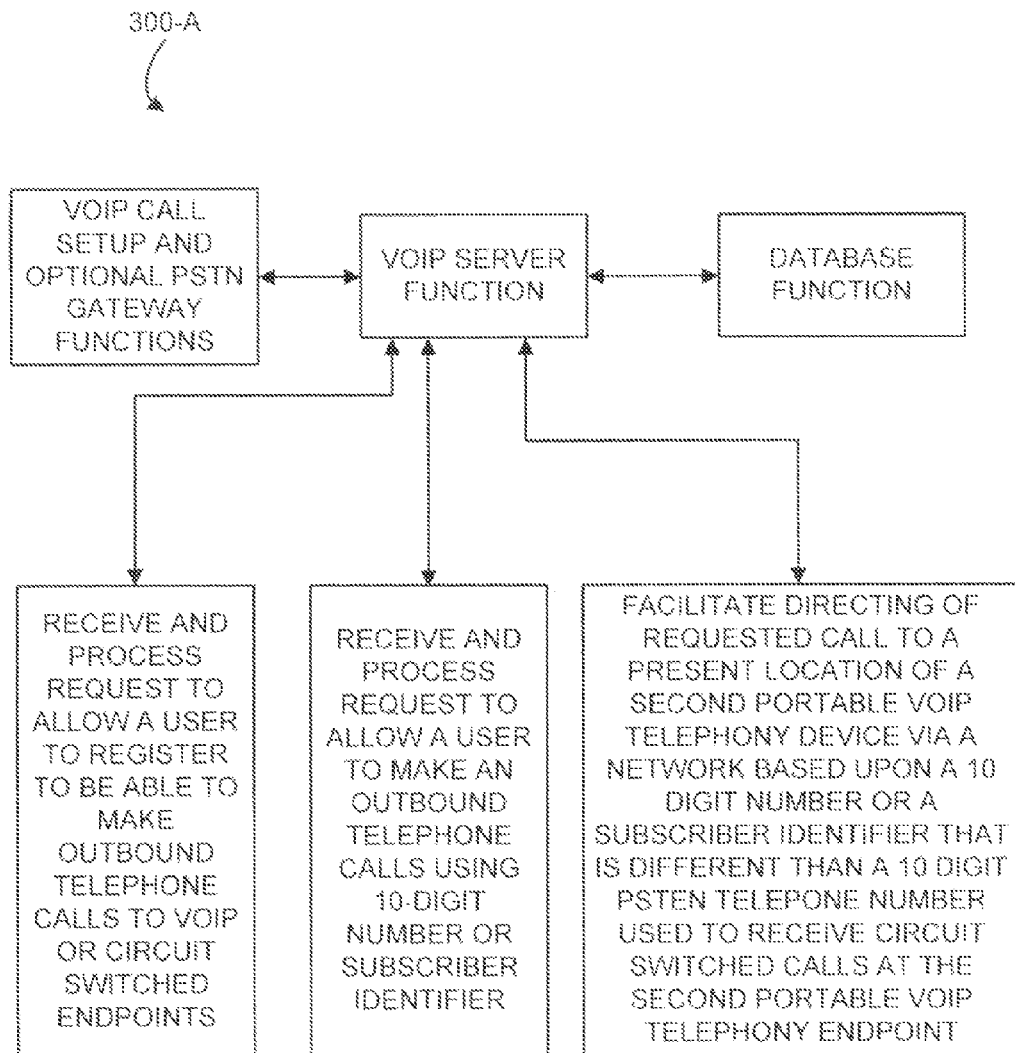 300-A
VOIP CALL
SETUP AND
OPTIONAL PSTN
GATEWAY
FUNCTIONS
VOIP SERVER
FUNCTION
DATABASE
FUNCTION
RECEIVE AND
PROCESS
REQUEST TO
ALLOW A USER
TO REGISTER
TO BE ABLE TO
MAKE
OUTBOUND
TELEPHONE
CALLS TO VOIP
OR CIRCUIT
SWITCHED
ENDPOINTS
RECEIVE AND
PROCESS
REQUEST TO
ALLOW A USER
TO MAKE AN
OUTBOUND
TELEPHONE
CALLS USING
10-DIGIT
NUMBER OR
SUBSCRIBER
IDENTIFIER
FACILITATE DIRECTING OF
REQUESTED CALL TO A
PRESENT LOCATION OF A
SECOND PORTABLE VOIP
TELEPHONY DEVICE VIA A
NETWORK BASED UPON A 10
DIGIT NUMBER OR A
SUBSCRIBER IDENTIFIER THAT
IS DIFFERENT THAN A 10 DIGIT
PSTEN TELEPONE NUMBER
USED TO RECEIVE CIRCUIT
SWITCHED CALLS AT THE
SECOND PORTABLE VOIP
TELEPHONY ENDPOINT